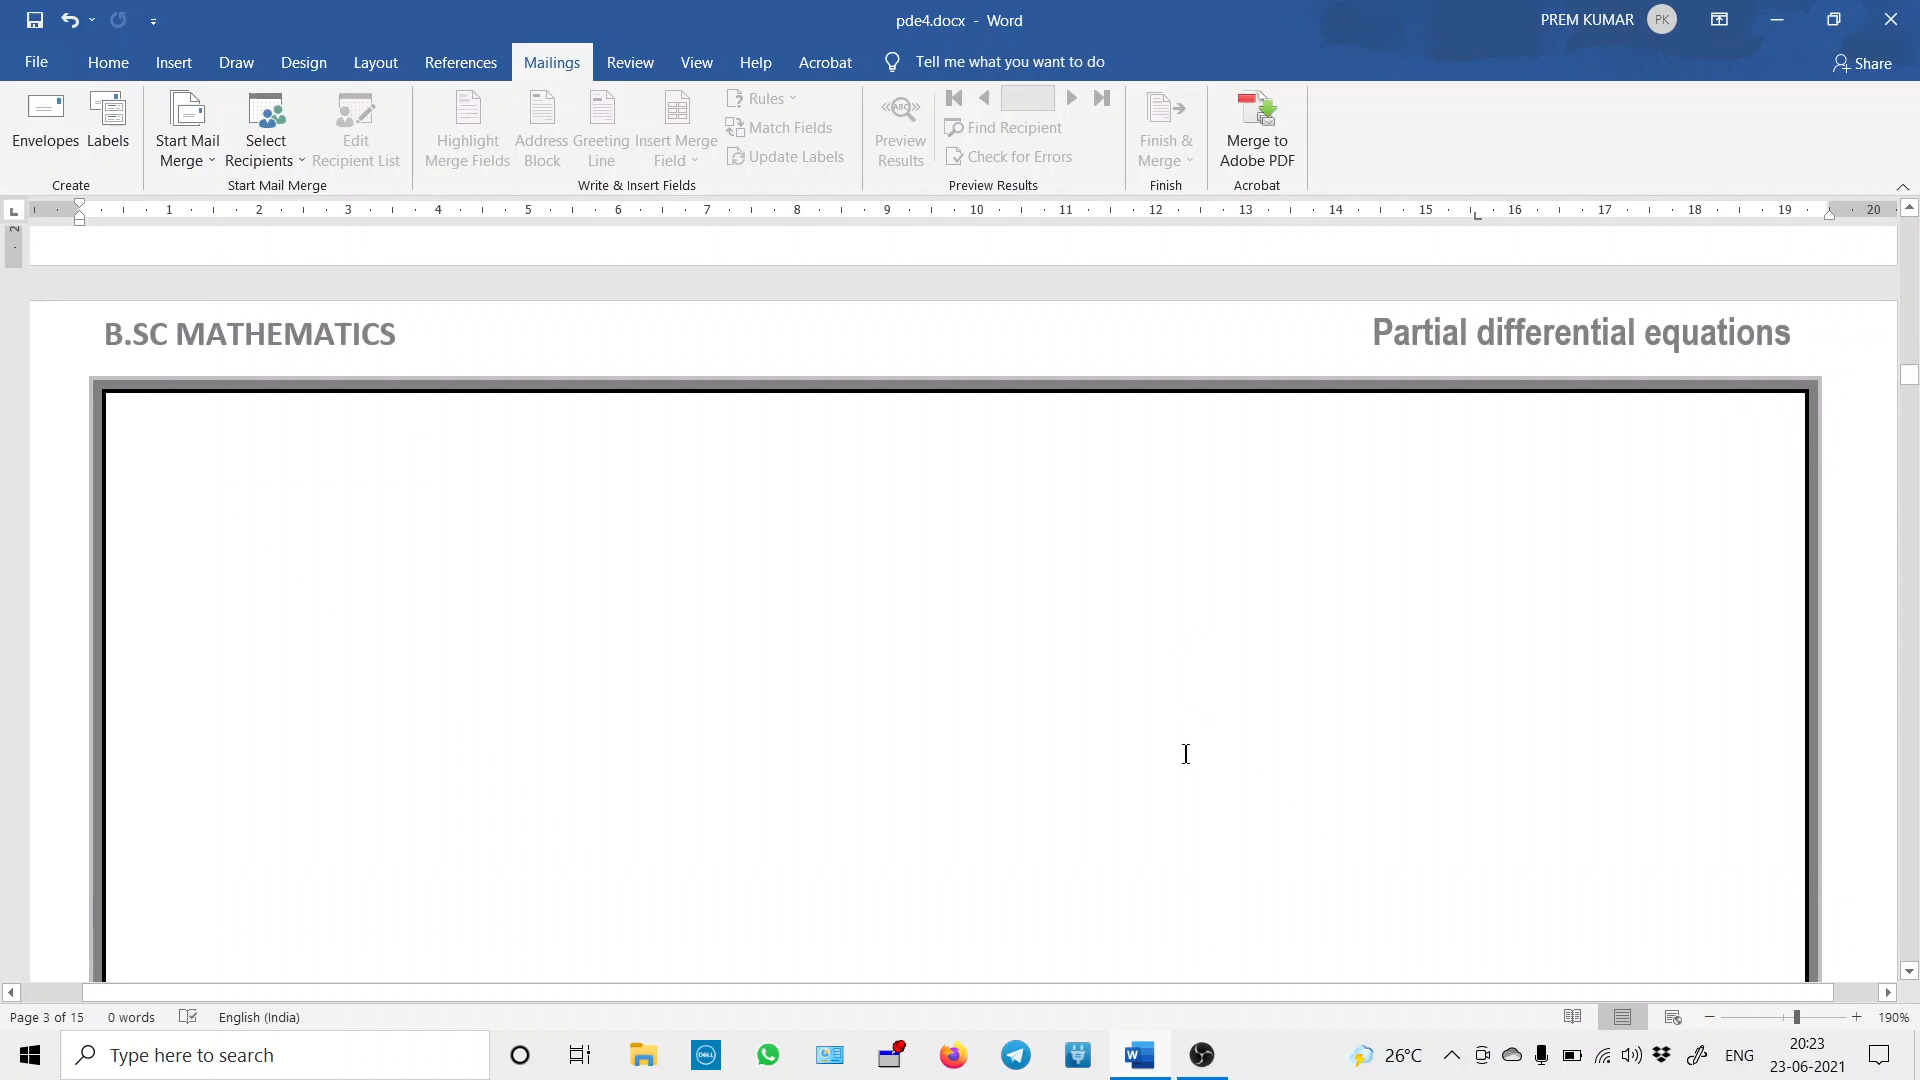 pde4.docx - Word
PREM KUMAR
PK
File Home Insert Draw Design Layout References Mailings Review View Help Acrobat Tell me what you want to do
Share
Envelopes
Labels
Create
Start Mail Merge
Select Recipients
Edit Recipient List
Start Mail Merge
Highlight Merge Fields
Address Block
Greeting Line
Insert Merge Field
Rules
Match Fields
Update Labels
Write & Insert Fields
ABC
Preview Results
Find Recipient
Check for Errors
Preview Results
Finish & Merge
Finish
Merge to Adobe PDF
Acrobat
L
1 2 3 4 5 6 7 8 9 10 11 12 13 14 15 16 17 18 19 20
2
B.SC MATHEMATICS
Partial differential equations
Page 3 of 15
0 words
English (India)
190%
Type here to search
DELL
W
26°C
ENG
20:23
23-06-2021